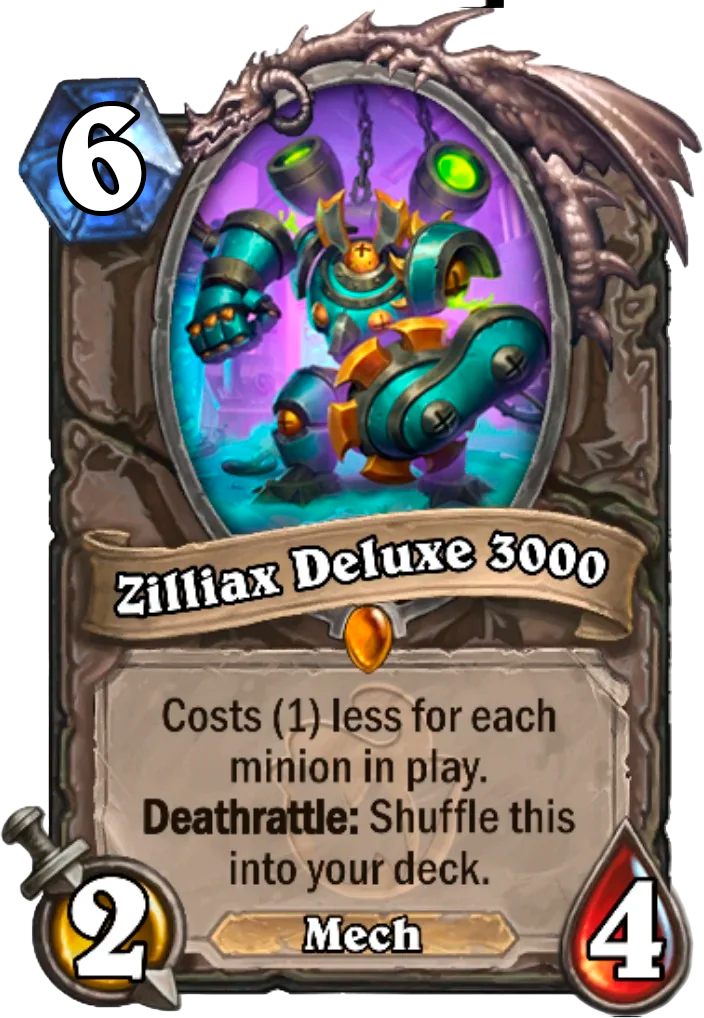 6
Zilliax Deluxe 3000
Costs (1) less for each
minion in play.
Deathrattle: Shuffle this
into your deck.
2
Mech
4